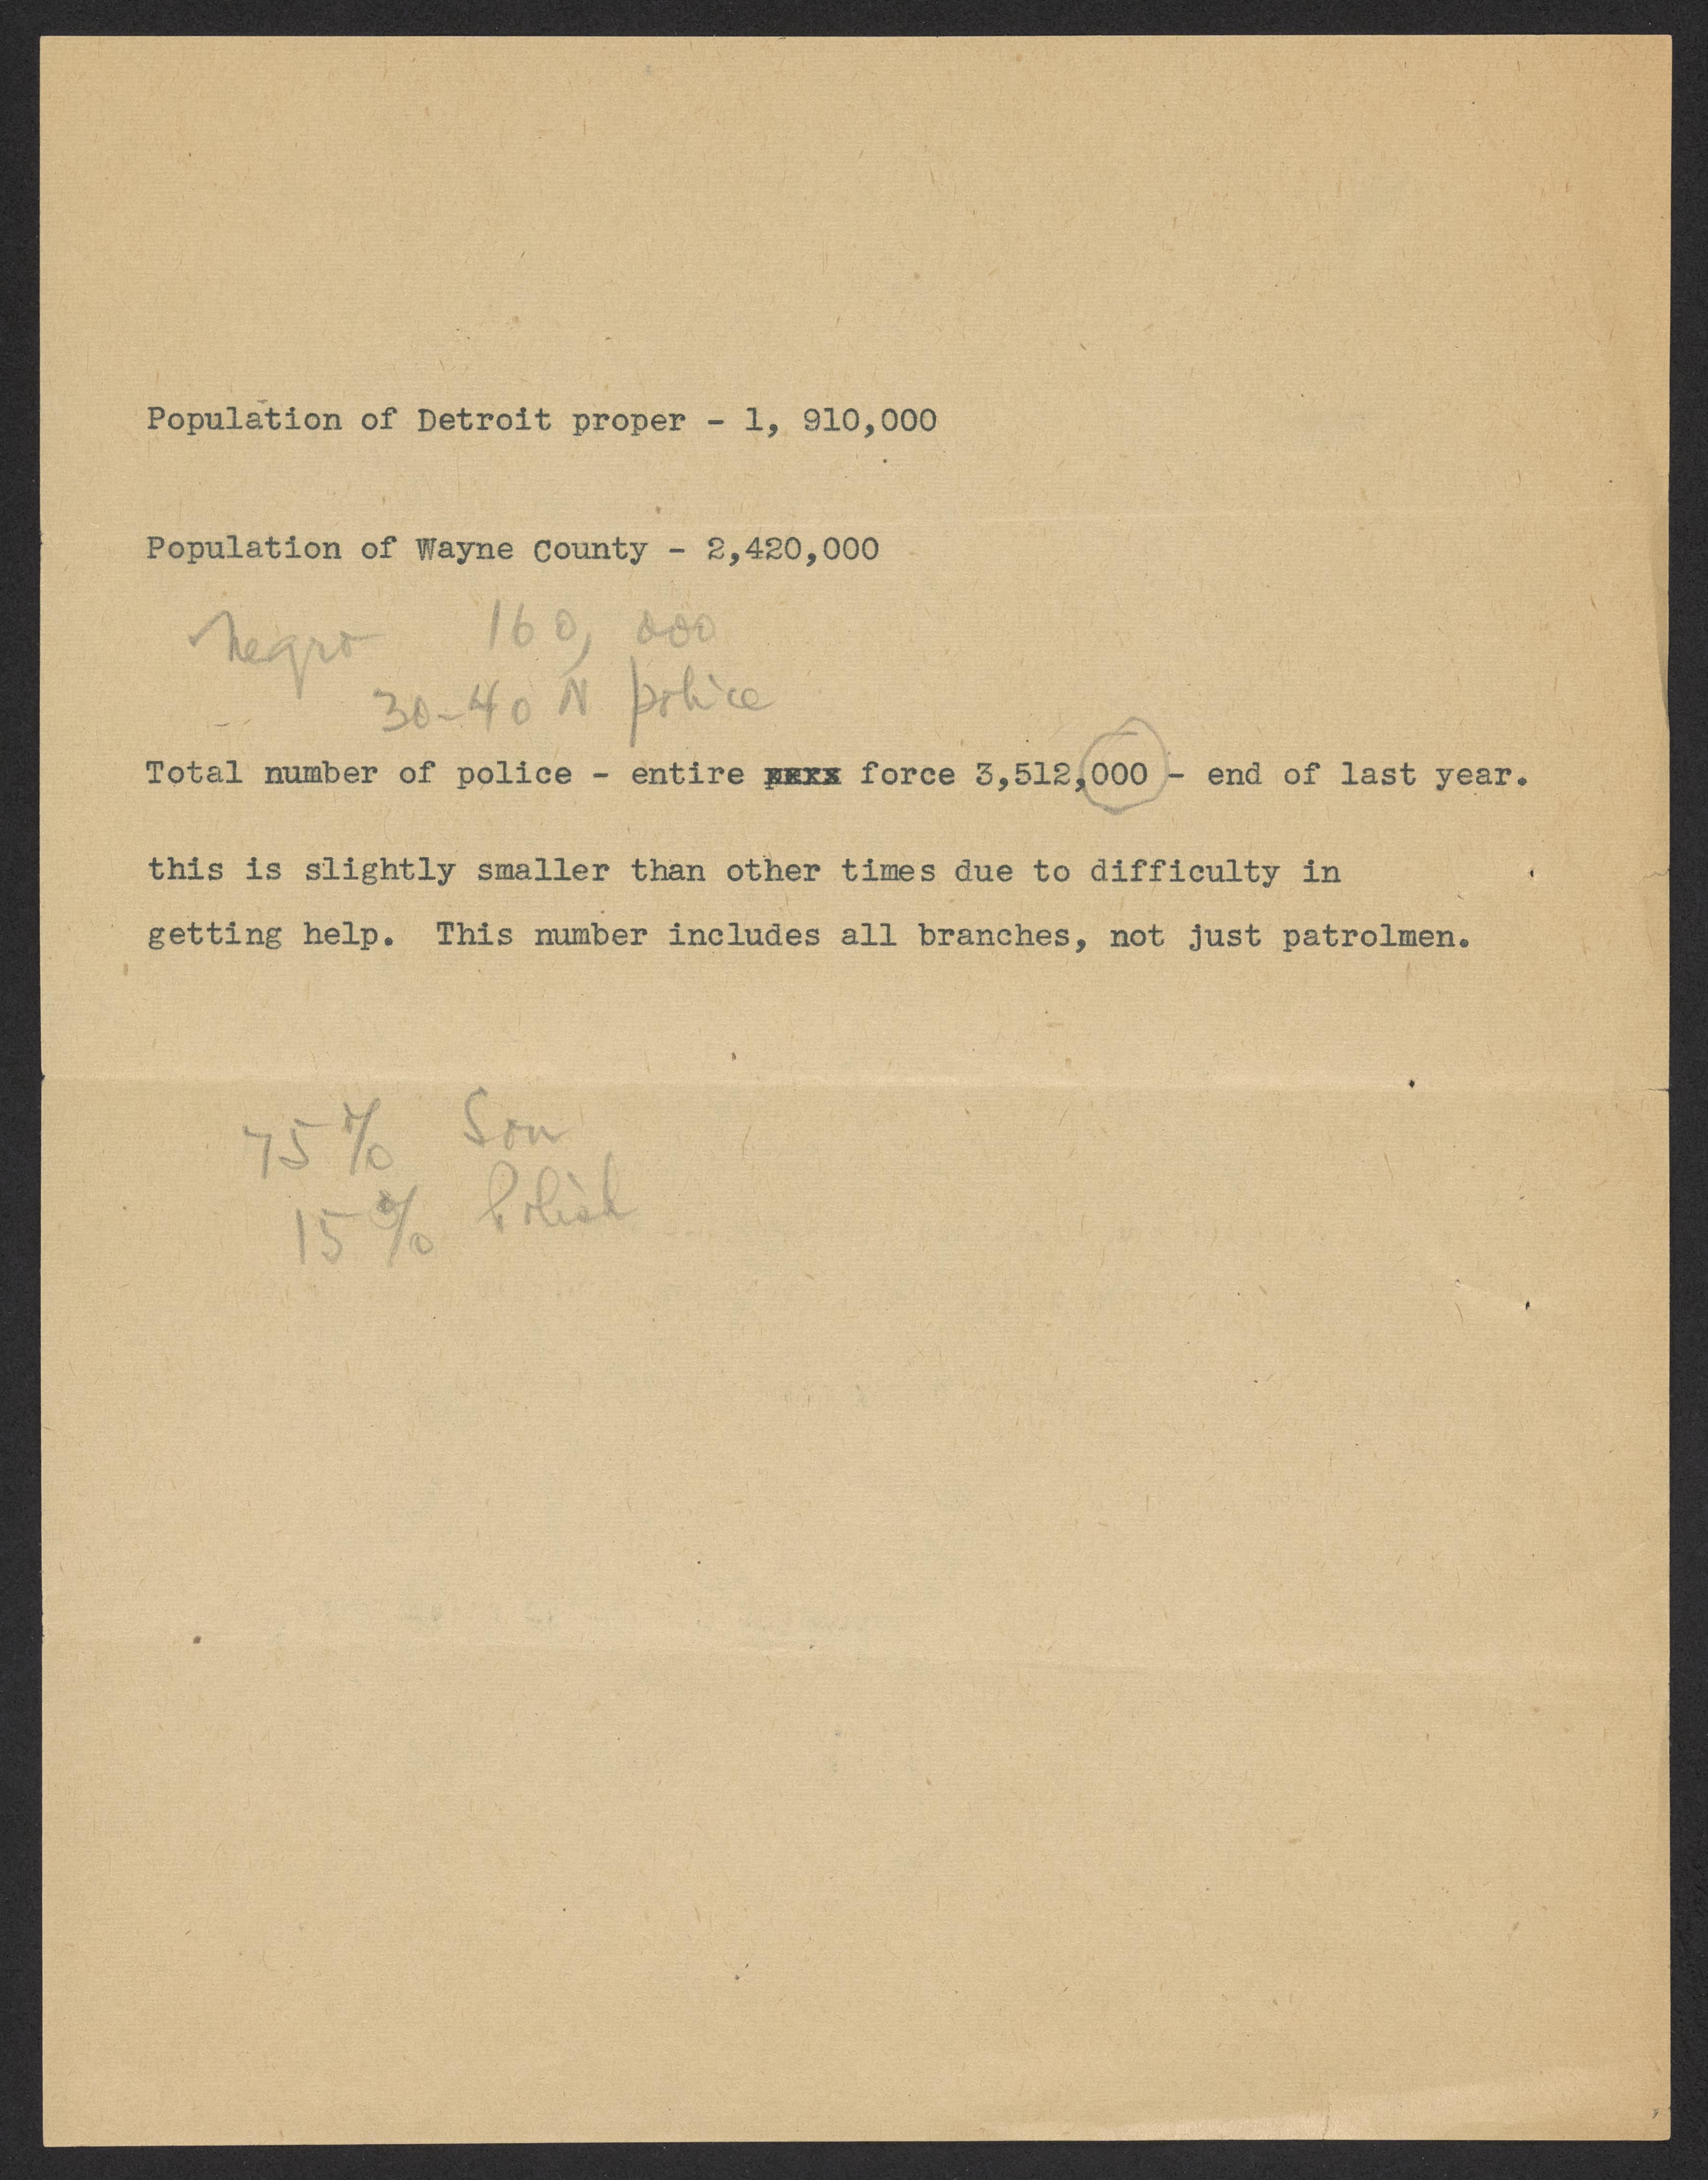 Population of Detroit proper - 1, 910,000
Population of Wayne County - 2,420,000
Negro 160, 000
30-40 N police
Total number of police - entire force 3,512,000 - end of last year.
this is slightly smaller than other times due to difficulty in
getting help.  This number includes all branches, not just patrolmen.
75% Sou
15% Polish